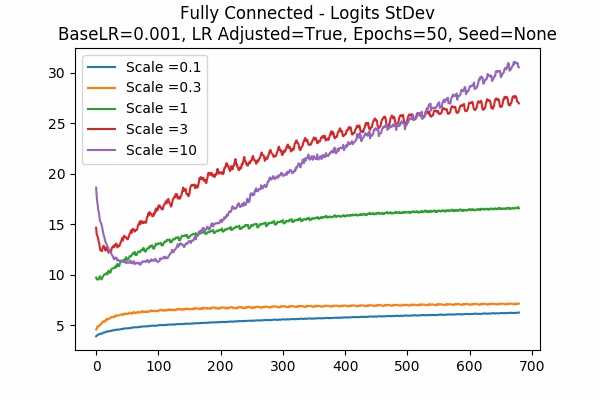 Fully Connected - Logits StDev
BaseLR=0.001, LR Adjusted=True, Epochs=50, Seed=None
30
25
20
15
10
5
Scale =0.1
Scale =0.3
Scale =1
Scale =3
Scale =10
0 100 200 300 400 500 600 700